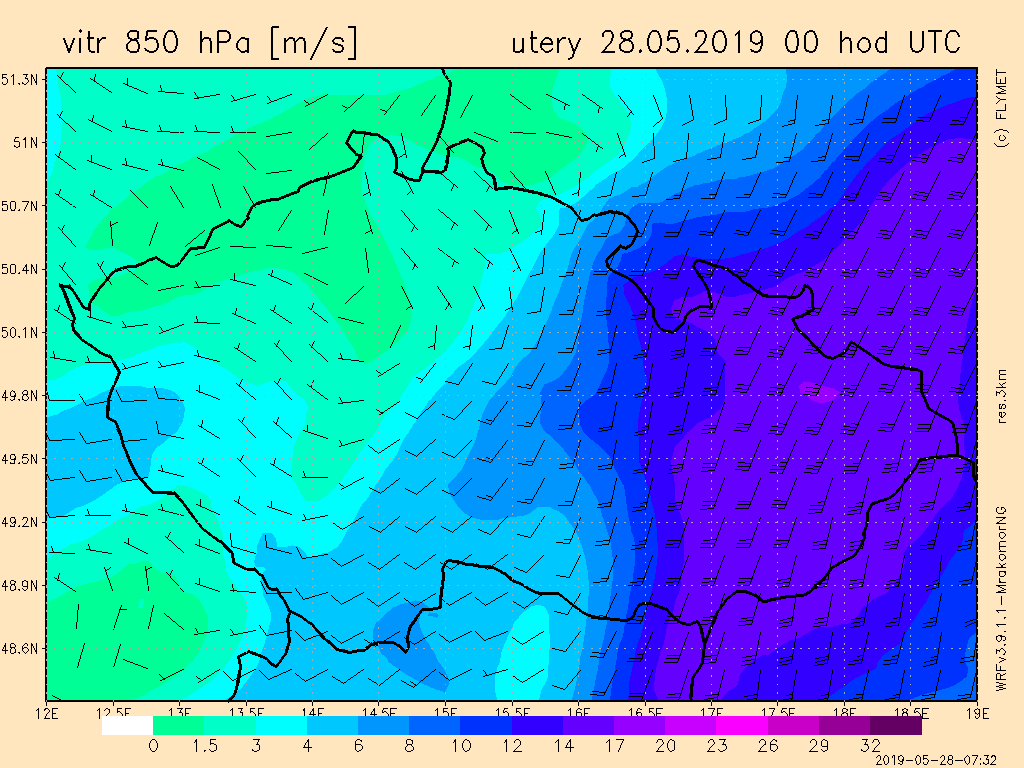 vitr 850 hPa [m/s]
utery 28.05.2019 00 hod UTC
51.3N
51N
50.7N
50.4N
50.1N
49.8N
49.5N
49.2N
48.9N
48.6N
12E 12.5E 13E 13.5E 14E 14.5E 15E 15.5E 16E 16.5E 17E 17.5E 18E 18.5E 19E
0 1.5 3 4 6 8 10 12 14 17 20 23 26 29 32
2019-05-28-07:32
(c) FLYMET
res.3km
WRFv3.9.1.1-MrakomorNG